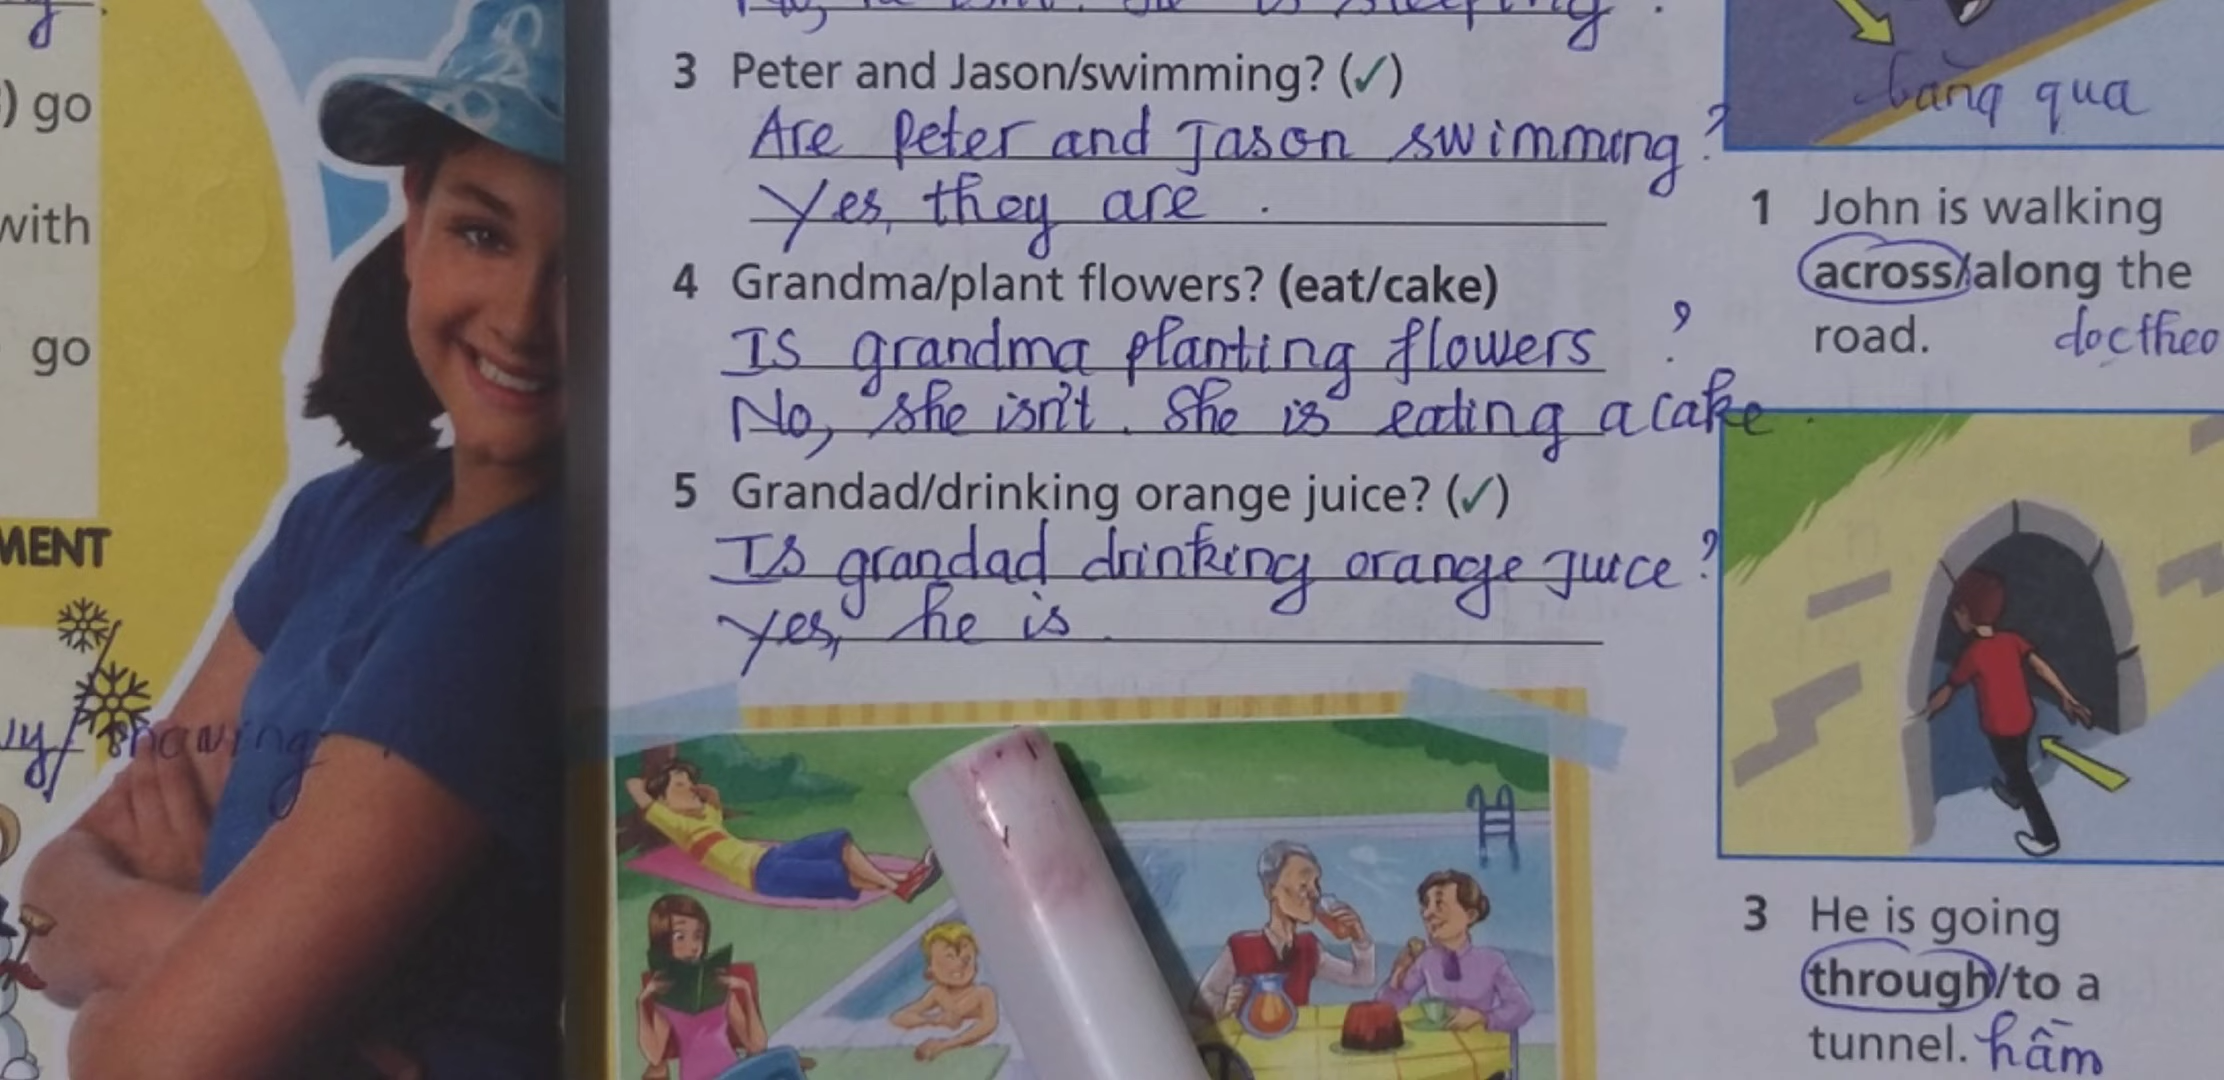 ) go
with
go
MENT
having
3 Peter and Jason/swimming? (✓)
Are Peter and Jason swimming?
Yes, they are.
4 Grandma/plant flowers? (eat/cake)
Is grandma planting flowers?
No, she isn't. She is eating a cake.
5 Grandad/drinking orange juice? (✓)
Is grandad drinking orange juice?
Yes, he is.
băng qua
1 John is walking
across/along the
road. dọc theo
3 He is going
through/to a
tunnel. hầm